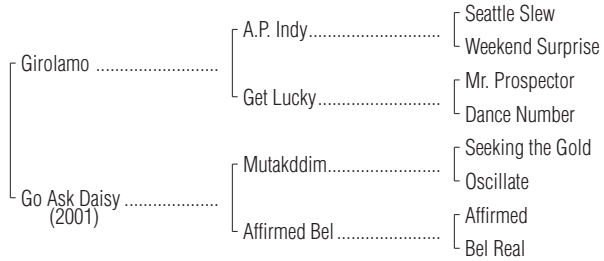 Seattle Slew
A.P. Indy..............................
Weekend Surprise
Girolamo ...........................
Mr. Prospector
Get Lucky............................
Dance Number
Seeking the Gold
Mutakddim..........................
Oscillate
Go Ask Daisy .....................
(2001)
Affirmed
Affirmed Bel .......................
Bel Real